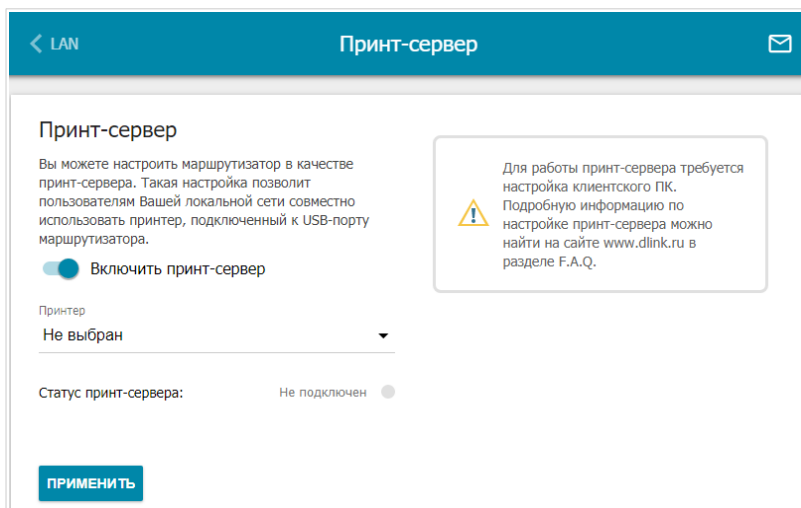 LAN
Принт-сервер
Принт-сервер
Вы можете настроить маршрутизатор в качестве
принт-сервера. Такая настройка позволит
пользователям Вашей локальной сети совместно
использовать принтер, подключенный к USB-порту
маршрутизатора.
Включить принт-сервер
Принтер
Не выбран
Статус принт-сервера:
Не подключен
ПРИМЕНИТЬ
Для работы принт-сервера требуется
настройка клиентского ПК.
Подробную информацию по
настройке принт-сервера можно
найти на сайте www.dlink.ru в
разделе F.A.Q.